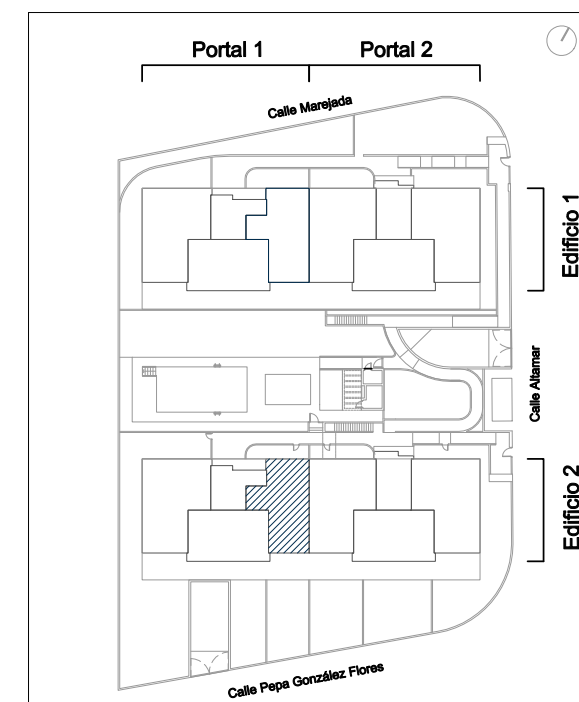 Portal 1
Portal 2
Calle Marejada
Edificio 1
Calle Altamar
Edificio 2
Calle Pepa González Flores